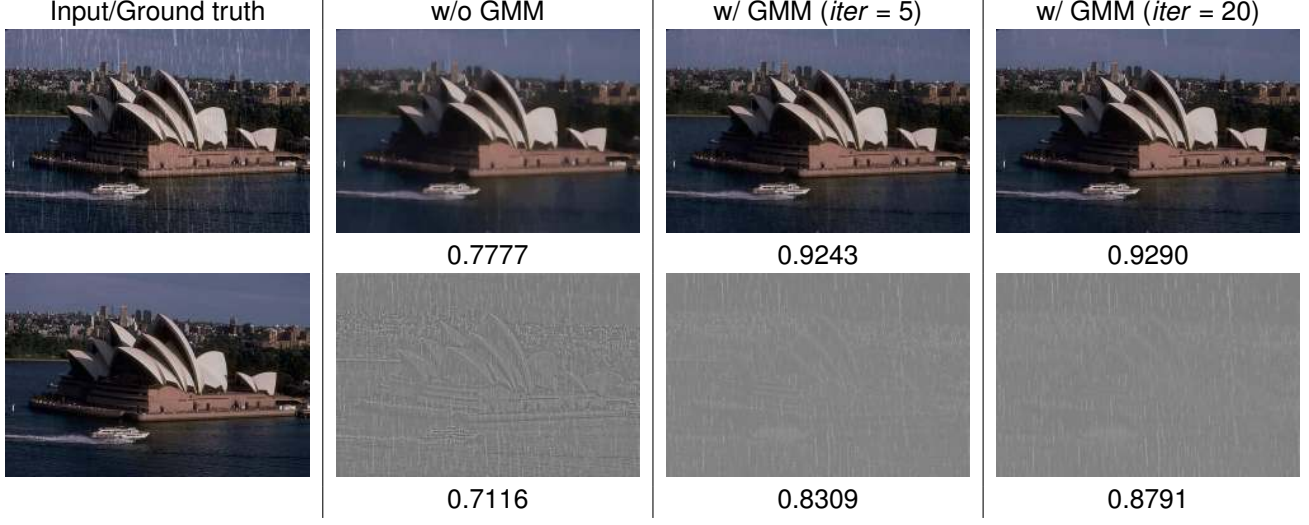 Input/Ground truth
w/o GMM
w/ GMM (iter = 5)
w/ GMM (iter = 20)
0.7777
0.9243
0.9290
0.7116
0.8309
0.8791